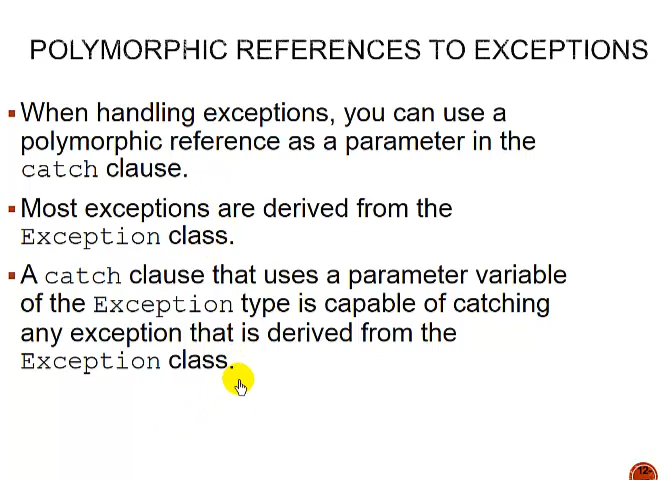 POLYMORPHIC REFERENCES TO EXCEPTIONS
When handling exceptions, you can use a
polymorphic reference as a parameter in the
catch clause.
Most exceptions are derived from the
Exception class.
A catch clause that uses a parameter variable
of the Exception type is capable of catching
any exception that is derived from the
Exception class.
12-